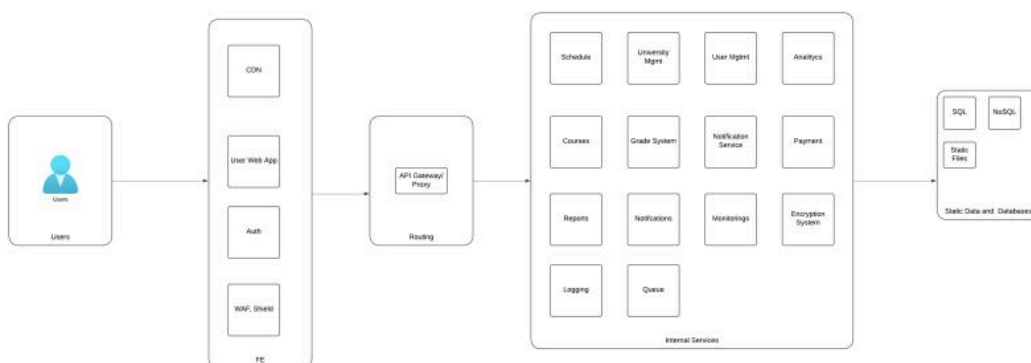 Users
Users
CDN
User Web App
Auth
WAF, Shield
FE
API Gateway/
Proxy
Routing
Schedule
University
Mgmt
User Mgtmt
Analitycs
Courses
Grade System
Notification
Service
Payment
Reports
Notifcations
Monitorings
Encryption
System
Logging
Queue
Internal Services
SQL
NoSQL
Static
Files
Static Data and Databases